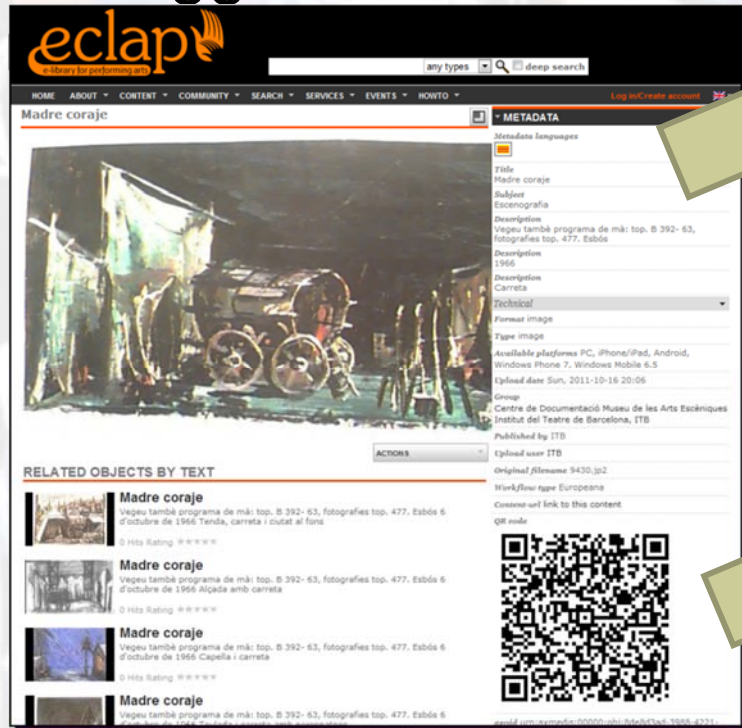 eclap
e-library for performing arts
any types
deep search
HOME ABOUT CONTENT COMMUNITY SEARCH SERVICES EVENTS HOWTO
Log in/Create account
Madre coraje
METADATA
Metadata languages
Title
Madre coraje
Subject
Escenografia
Description
Vegeu també programa de mà: top. B 392- 63,
fotografies top. 477. Esbós
Description
1966
Description
Carreta
Technical
Format image
Type image
Available platforms PC, iPhone/iPad, Android,
Windows Phone 7, Windows Mobile 6.5
Upload date Sun, 2011-10-16 20:06
Group
Centre de Documentació Museu de les Arts Escèniques
Institut del Teatre de Barcelona, ITB
Published by ITB
Upload user ITB
Original filename 9430.jp2
Workflow type Europeana
Content-url link to this content
QR code
ACTIONS
RELATED OBJECTS BY TEXT
Madre coraje
Vegeu també programa de mà: top. B 392- 63, fotografies top. 477. Esbós 6
d'octubre de 1966 Tenda, carreta i ciutat al fons
0 Hits Rating
Madre coraje
Vegeu també programa de mà: top. B 392- 63, fotografies top. 477. Esbós 6
d'octubre de 1966 Alçada amb carreta
0 Hits Rating
Madre coraje
Vegeu també programa de mà: top. B 392- 63, fotografies top. 477. Esbós 6
d'octubre de 1966 Capella i carreta
0 Hits Rating
Madre coraje
Vegeu també programa de mà: top. B 392- 63, fotografies top. 477. Esbós 6